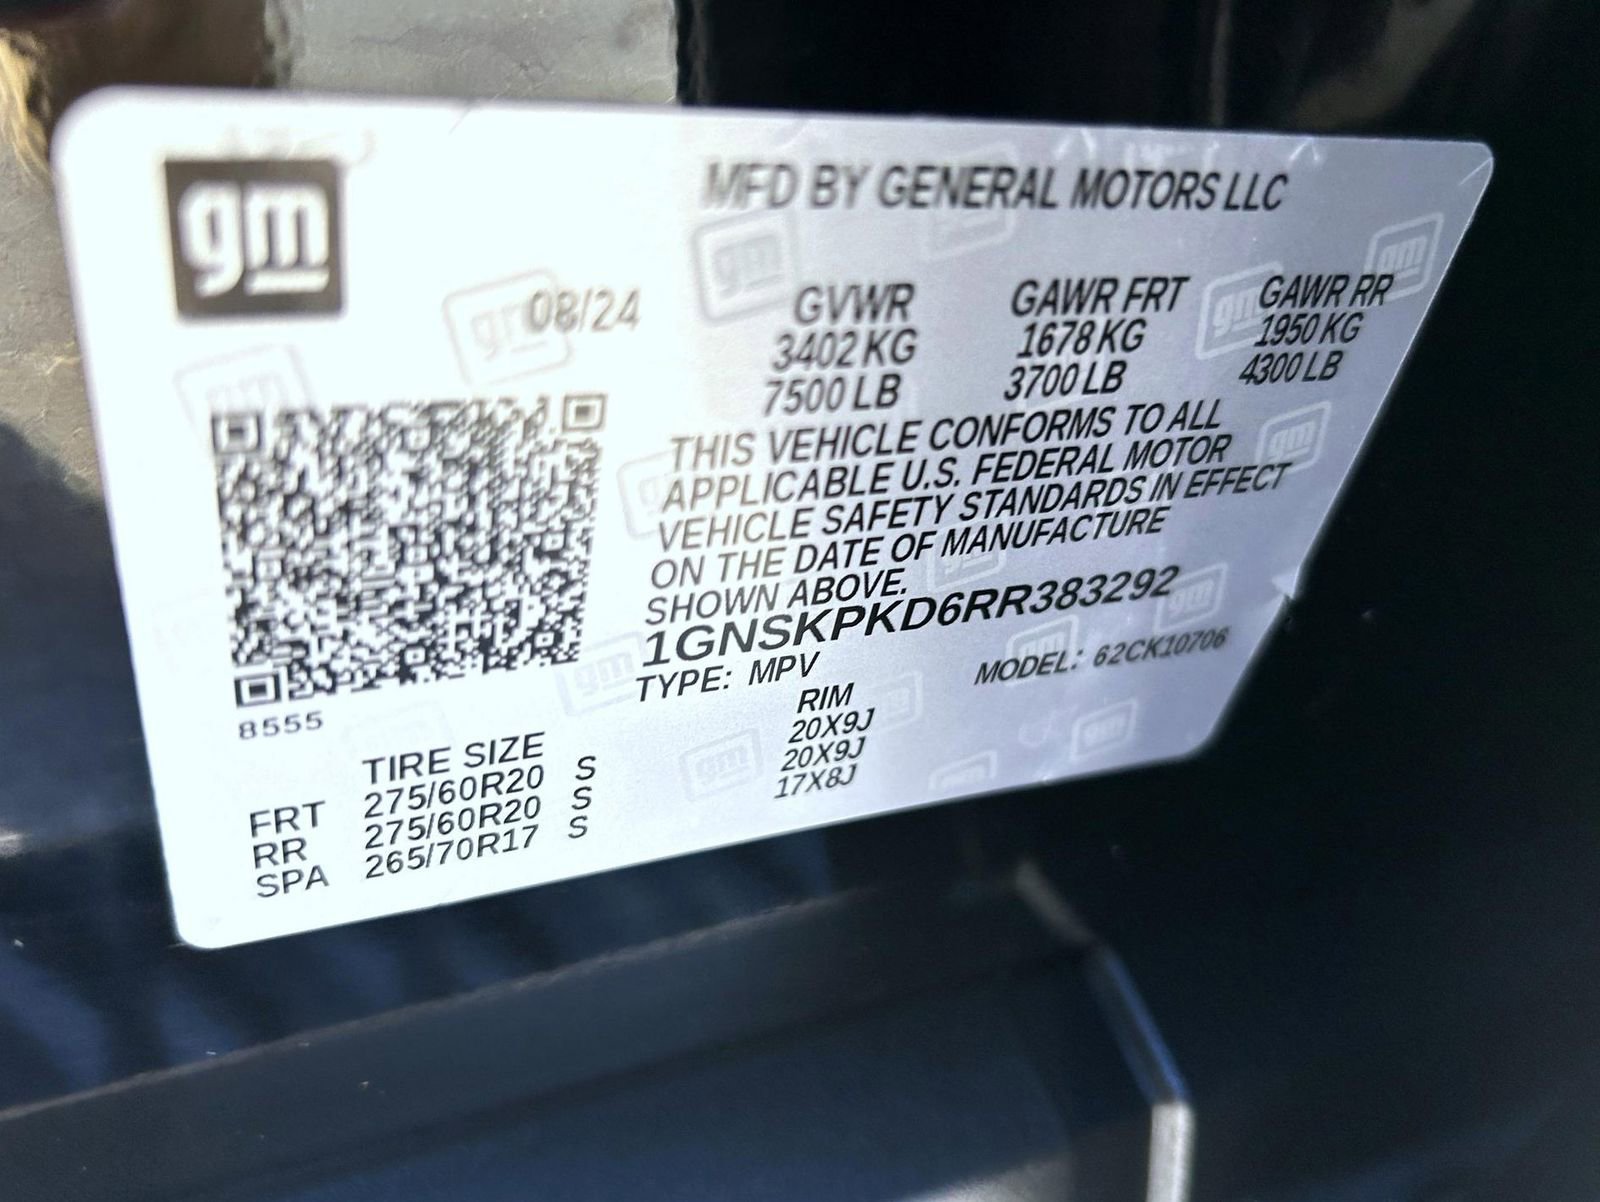 gm
MFD BY GENERAL MOTORS LLC
08/24
GVWR GAWR FRT GAWR RR
3402 KG 1678 KG 1950 KG
7500 LB 3700 LB 4300 LB
THIS VEHICLE CONFORMS TO ALL
APPLICABLE U.S. FEDERAL MOTOR
VEHICLE SAFETY STANDARDS IN EFFECT
ON THE DATE OF MANUFACTURE
SHOWN ABOVE.
1GNSKPKD6RR383292
TYPE: MPV MODEL: 62CK10706
8555
TIRE SIZE RIM
FRT 275/60R20 S 20X9J
RR 275/60R20 S 20X9J
SPA 265/70R17 S 17X8J